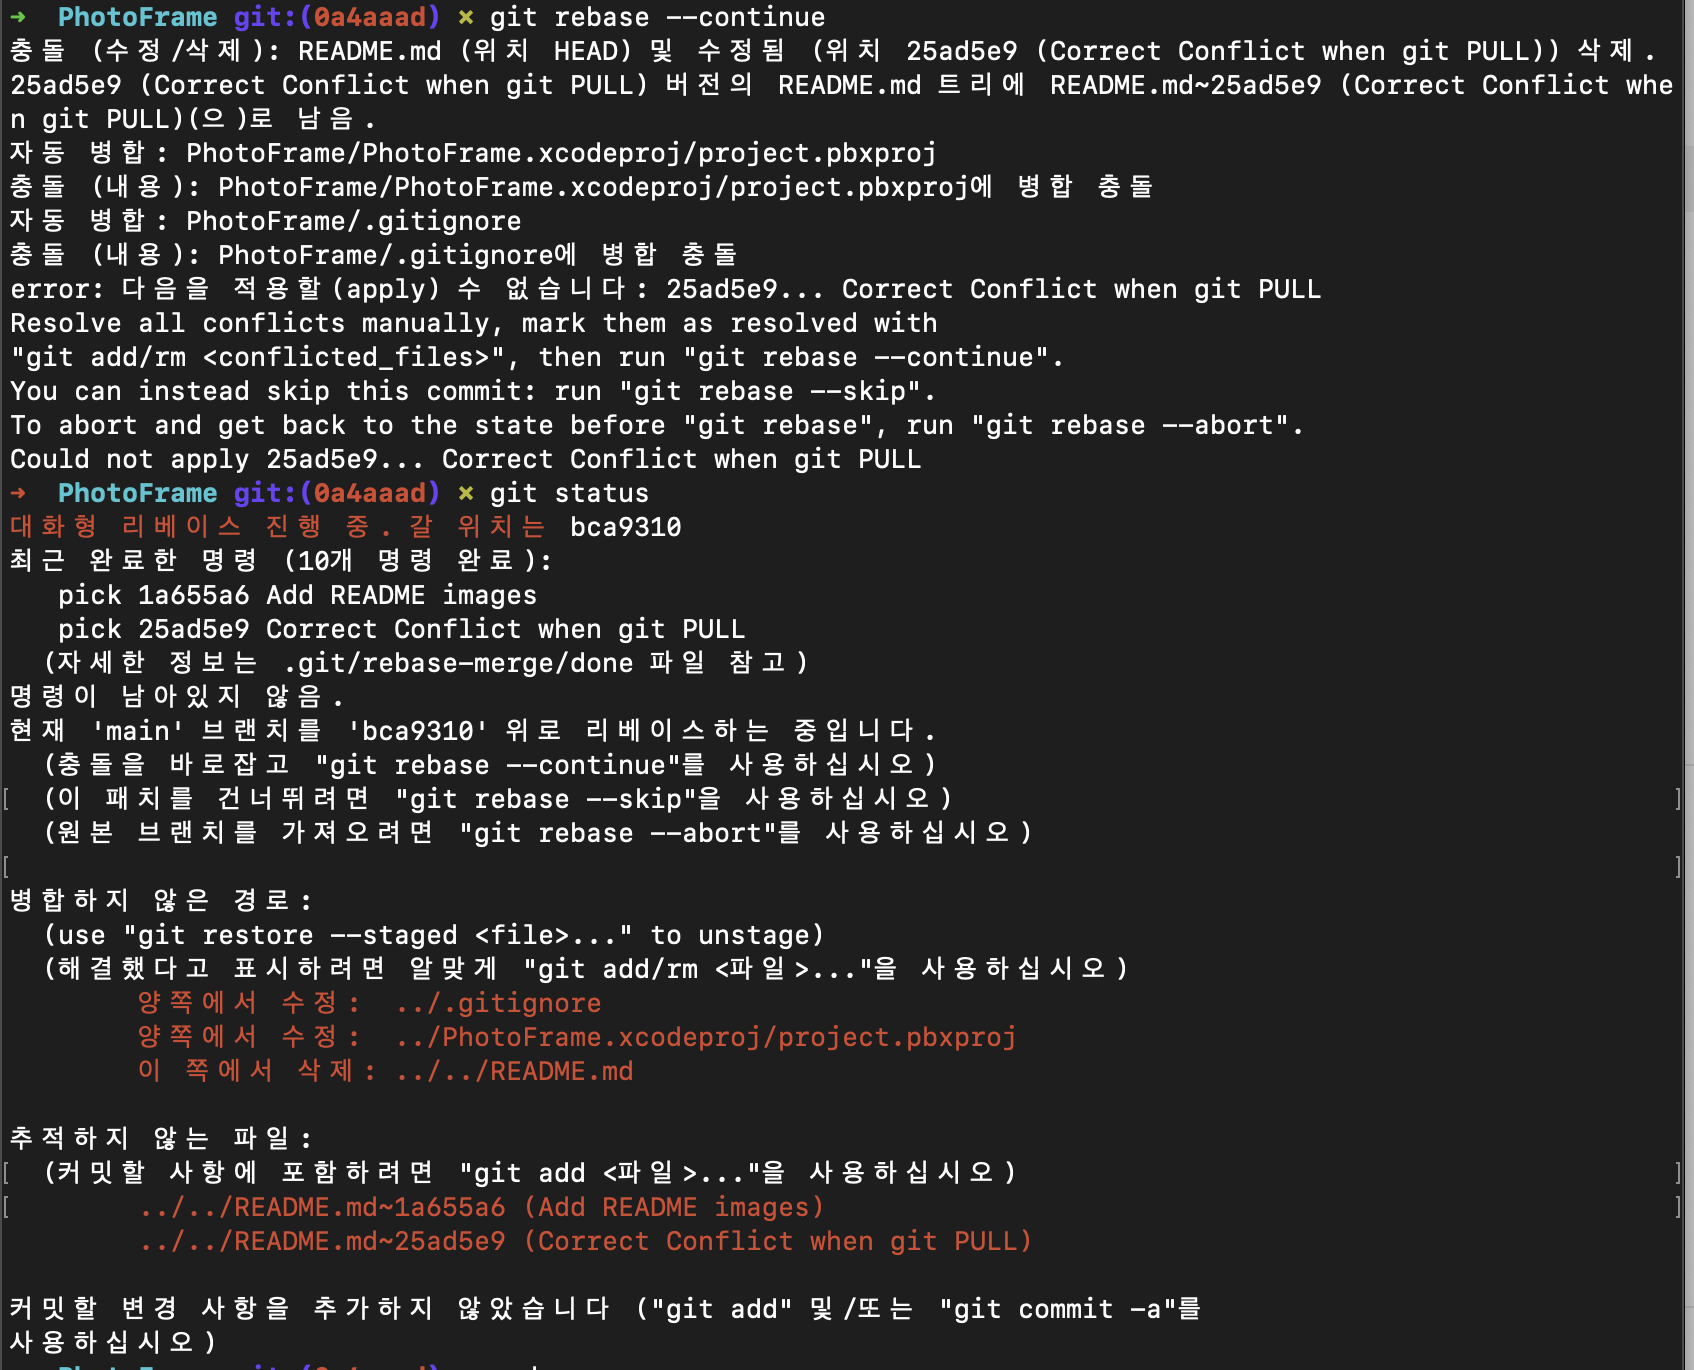 ➜  PhotoFrame git:(0a4aaad) ✗ git rebase --continue
충돌 (수정/삭제): README.md (위치 HEAD) 및 수정됨 (위치 25ad5e9 (Correct Conflict when git PULL)) 삭제.
25ad5e9 (Correct Conflict when git PULL) 버전의 README.md 트리에 README.md~25ad5e9 (Correct Conflict whe
n git PULL)(으)로 남음.
자동 병합: PhotoFrame/PhotoFrame.xcodeproj/project.pbxproj
충돌 (내용): PhotoFrame/PhotoFrame.xcodeproj/project.pbxproj에 병합 충돌
자동 병합: PhotoFrame/.gitignore
충돌 (내용): PhotoFrame/.gitignore에 병합 충돌
error: 다음을 적용할(apply) 수 없습니다: 25ad5e9... Correct Conflict when git PULL
Resolve all conflicts manually, mark them as resolved with
"git add/rm <conflicted_files>", then run "git rebase --continue".
You can instead skip this commit: run "git rebase --skip".
To abort and get back to the state before "git rebase", run "git rebase --abort".
Could not apply 25ad5e9... Correct Conflict when git PULL
➜  PhotoFrame git:(0a4aaad) ✗ git status
대화형 리베이스 진행 중. 갈 위치는 bca9310
최근 완료한 명령 (10개 명령 완료):
   pick 1a655a6 Add README images
   pick 25ad5e9 Correct Conflict when git PULL
  (자세한 정보는 .git/rebase-merge/done 파일 참고)
명령이 남아있지 않음.
현재 'main' 브랜치를 'bca9310' 위로 리베이스하는 중입니다.
  (충돌을 바로잡고 "git rebase --continue"를 사용하십시오)
  (이 패치를 건너뛰려면 "git rebase --skip"을 사용하십시오)
  (원본 브랜치를 가져오려면 "git rebase --abort"를 사용하십시오)
병합하지 않은 경로:
  (use "git restore --staged <file>..." to unstage)
  (해결했다고 표시하려면 알맞게 "git add/rm <파일>..."을 사용하십시오)
	양쪽에서 수정:  ../.gitignore
	양쪽에서 수정:  ../PhotoFrame.xcodeproj/project.pbxproj
	이 쪽에서 삭제: ../../README.md
추적하지 않는 파일:
  (커밋할 사항에 포함하려면 "git add <파일>..."을 사용하십시오)
	../../README.md~1a655a6 (Add README images)
	../../README.md~25ad5e9 (Correct Conflict when git PULL)
커밋할 변경 사항을 추가하지 않았습니다 ("git add" 및/또는 "git commit -a"를
사용하십시오)